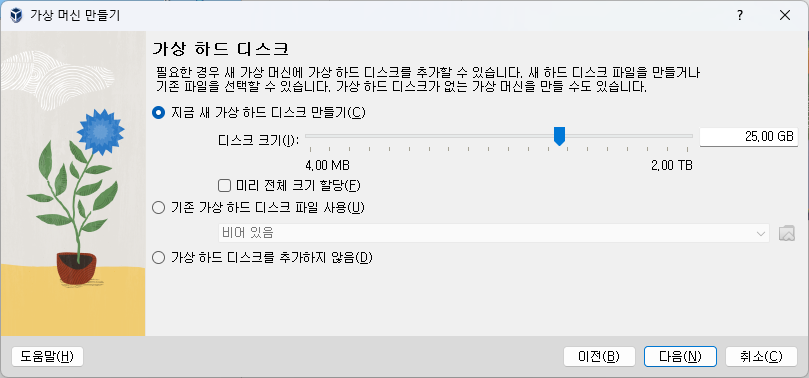 가상 머신 만들기
가상 하드 디스크
필요한 경우 새 가상 머신에 가상 하드 디스크를 추가할 수 있습니다. 새 하드 디스크 파일을 만들거나
기존 파일을 선택할 수 있습니다. 가상 하드 디스크가 없는 가상 머신을 만들 수도 있습니다.
지금 새 가상 하드 디스크 만들기(C)
디스크 크기(I):
25,00 GB
4,00 MB
2,00 TB
미리 전체 크기 할당(F)
기존 가상 하드 디스크 파일 사용(U)
비어 있음
가상 하드 디스크를 추가하지 않음(D)
도움말(H)
이전(B)
다음(N)
취소(C)